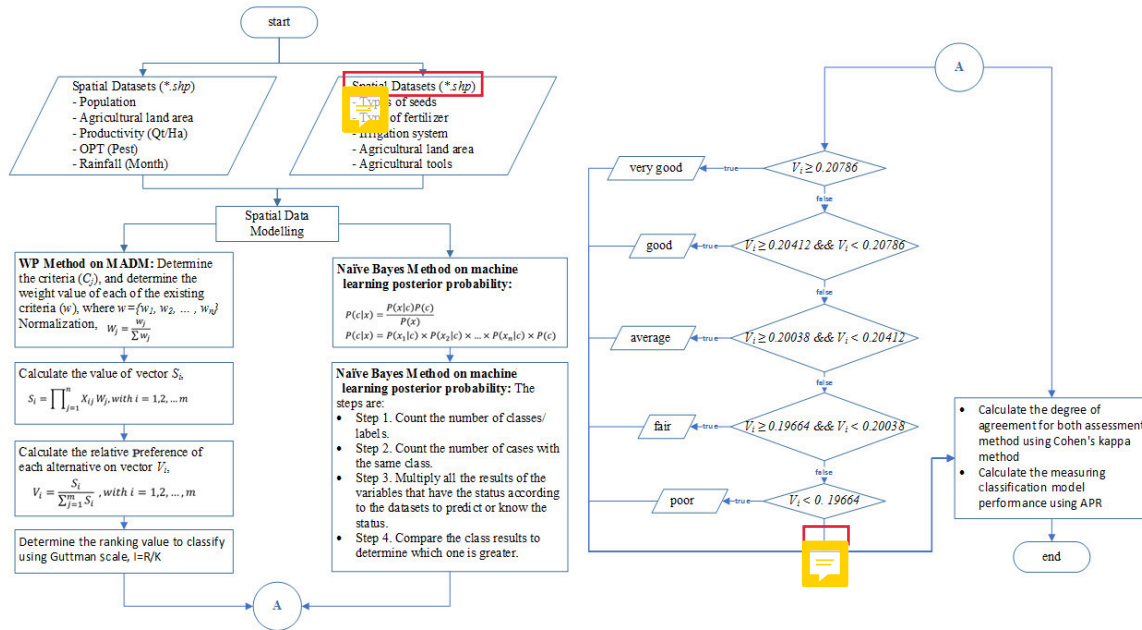 start
Spatial Datasets (*.shp)
- Population
- Agricultural land area
- Productivity (Qt/Ha)
- OPT (Pest)
- Rainfall (Month)
Spatial Datasets (*.shp)
- Types of seeds
- Type of fertilizer
- Irrigation system
- Agricultural land area
- Agricultural tools
Spatial Data
Modelling
WP Method on MADM: Determine
the criteria (Cj), and determine the
weight value of each of the existing
criteria (w), where w={w1, w2, ... , wn}
Normalization, Wj = wj / ∑ wj
Calculate the value of vector Si,
Si = ∏ⁿj=1 Xij Wj, with i = 1,2, ... m
Calculate the relative Preference
of each alternative on vector Vi,
Vi = Si / ∑ᵐj=1 Si , with i = 1,2, ..., m
Determine the ranking value to classify
using Guttman scale, I=R/K
Naïve Bayes Method on machine
learning posterior probability:
P(c|x) = P(x|c)P(c) / P(x)
P(c|x) = P(x1|c) × P(x2|c) × ... × P(xn|c) × P(c)
Naïve Bayes Method on machine
learning posterior probability: The
steps are:
• Step 1. Count the number of classes/
labels.
• Step 2. Count the number of cases with
the same class.
• Step 3. Multiply all the results of the
variables that have the status according
to the datasets to predict or know the
status.
• Step 4. Compare the class results to
determine which one is greater.
A
A
Vi ≥ 0.20786
true
very good
false
Vi ≥ 0.20412 && Vi < 0.20786
true
good
false
Vi ≥ 0.20038 && Vi < 0.20412
true
average
false
Vi ≥ 0.19664 && Vi < 0.20038
true
fair
false
Vi < 0. 19664
true
poor
• Calculate the degree of
agreement for both assessment
method using Cohen's kappa
method
• Calculate the measuring
classification model
performance using APR
end